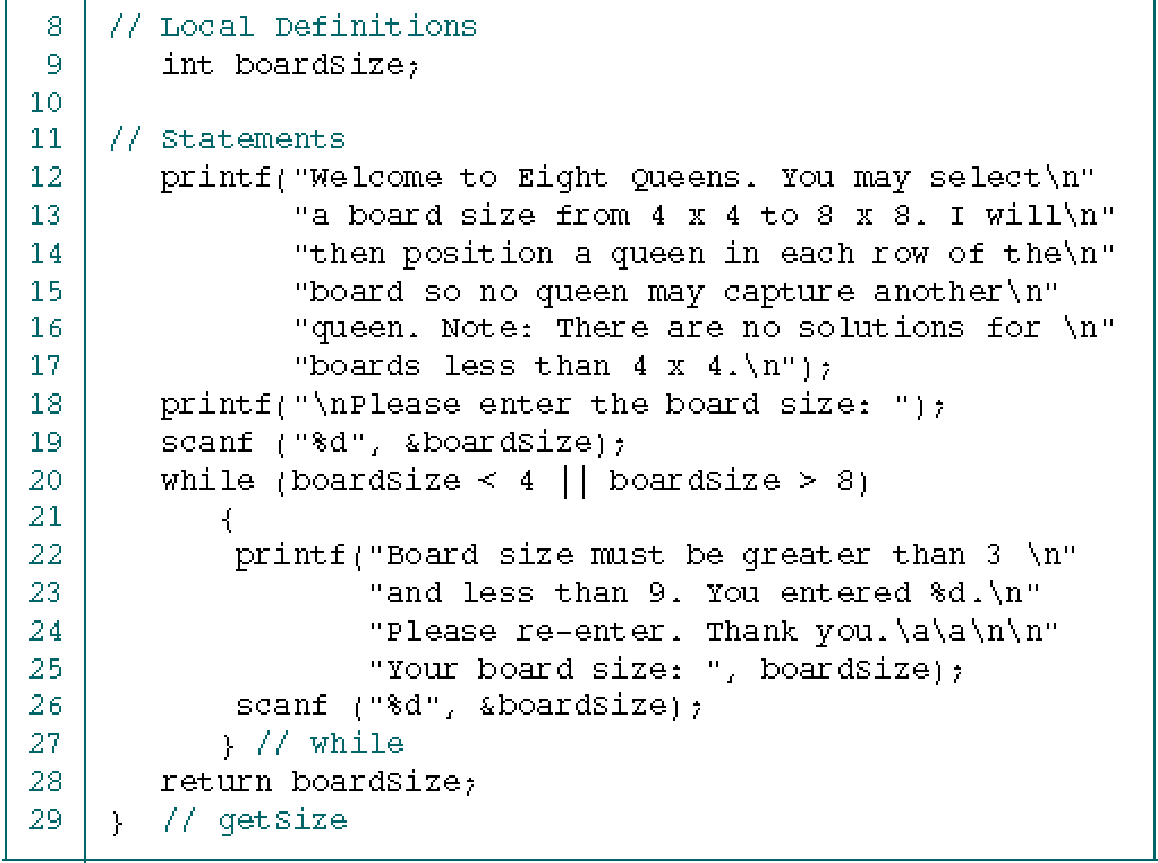 8 // Local Definitions
9 int boardSize;
10
11 // Statements
12 printf("Welcome to Eight Queens. You may select\n"
13 "a board size from 4 x 4 to 8 x 8. I will\n"
14 "then position a queen in each row of the\n"
15 "board so no queen may capture another\n"
16 "queen. Note: There are no solutions for \n"
17 "boards less than 4 x 4.\n");
18 printf("\nPlease enter the board size: ");
19 scanf ("%d", &boardSize);
20 while (boardSize < 4 || boardSize > 8)
21 {
22 printf("Board size must be greater than 3 \n"
23 "and less than 9. You entered %d.\n"
24 "Please re-enter. Thank you.\a\a\n\n"
25 "Your board size: ", boardSize);
26 scanf ("%d", &boardSize);
27 } // while
28 return boardSize;
29 } // getSize